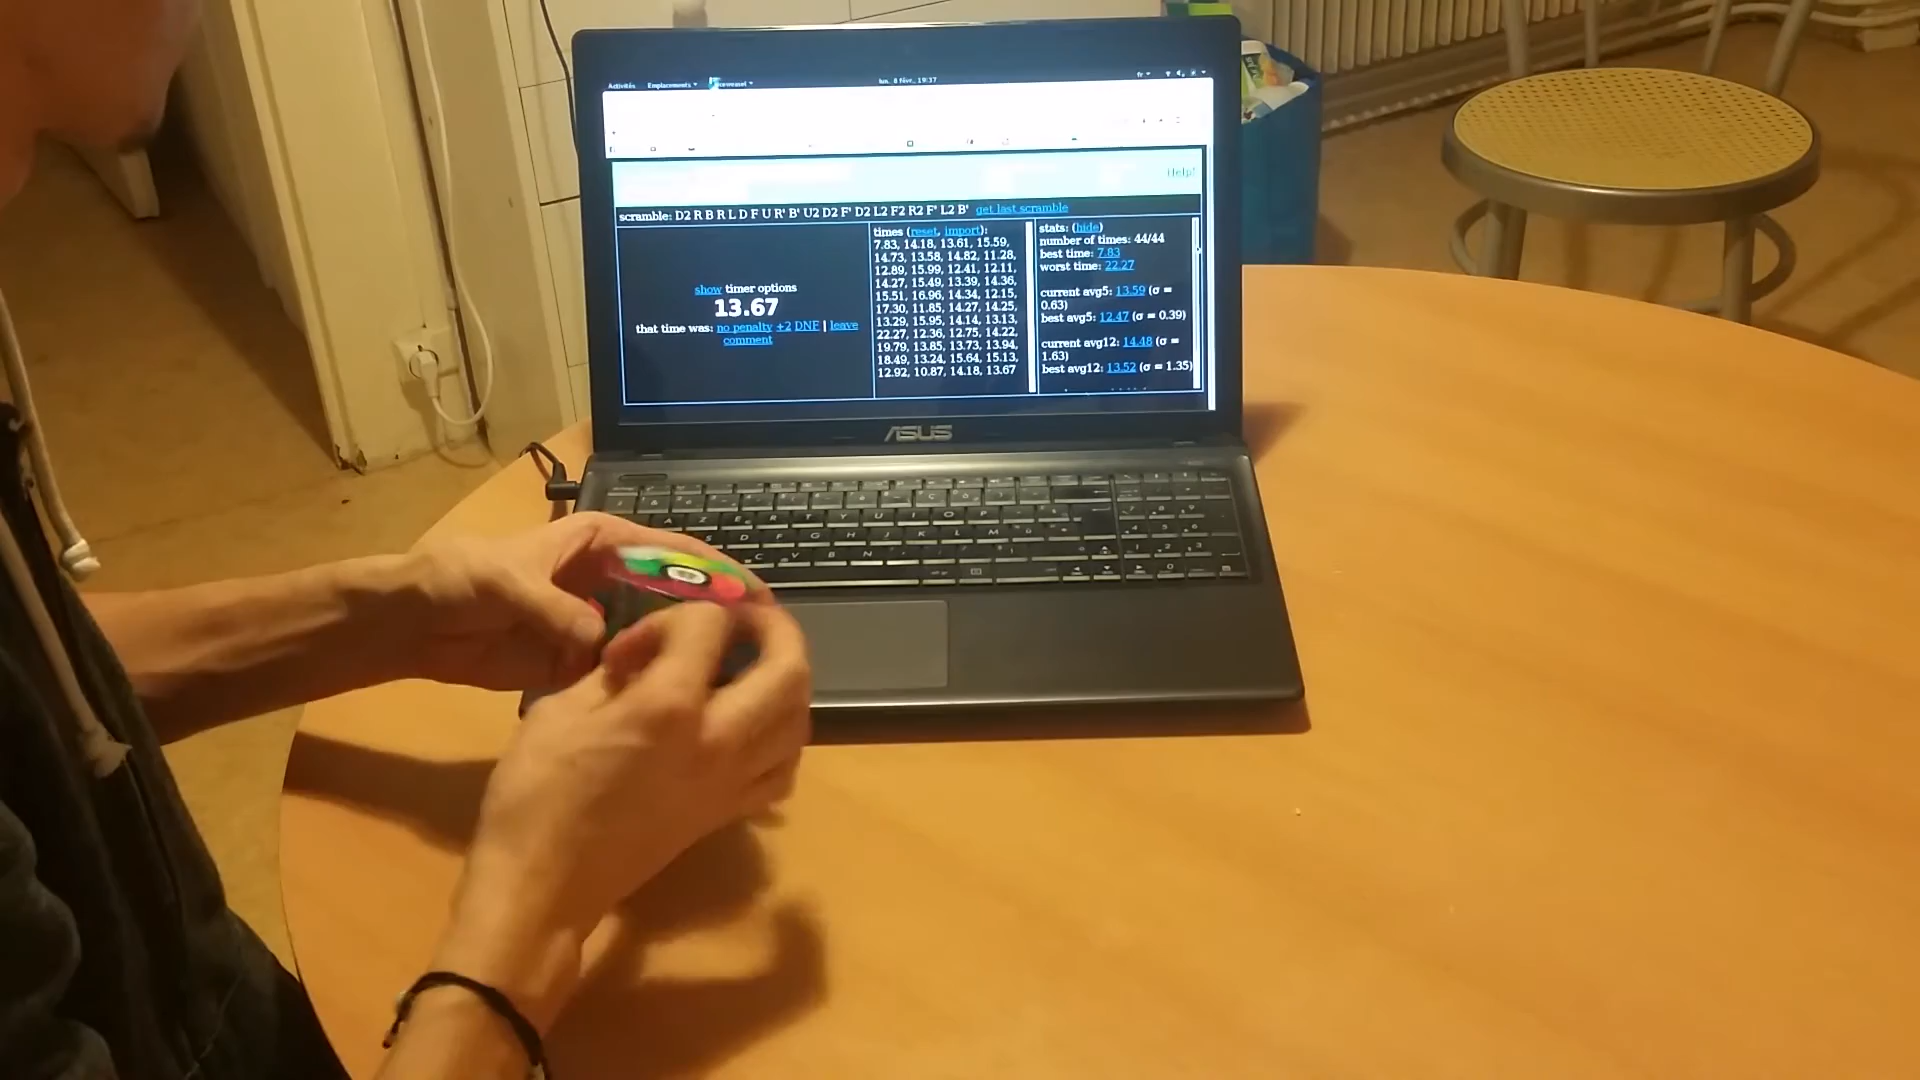 Activités Emplacements
lun. 8 févr., 19:37
fr
Help!
scramble: D2 R B R L D F U R' B' U2 D2 F' D2 L2 F2 R2 F' L2 B' get last scramble
show timer options
13.67
that time was: no penalty +2 DNF | leave
comment
times (reset, import):
7.83, 14.18, 13.61, 15.59,
14.73, 13.58, 14.82, 11.28,
12.89, 15.99, 12.41, 12.11,
14.27, 15.49, 13.39, 14.36,
15.51, 16.96, 14.34, 12.15,
17.30, 11.85, 14.27, 14.25,
13.29, 15.95, 14.14, 13.13,
22.27, 12.36, 12.75, 14.22,
19.79, 13.85, 13.73, 13.94,
18.49, 13.24, 15.64, 15.13,
12.92, 10.87, 14.18, 13.67
stats: (hide)
number of times: 44/44
best time: 7.83
worst time: 22.27
current avg5: 13.59 (σ =
0.63)
best avg5: 12.47 (σ = 0.39)
current avg12: 14.48 (σ =
1.63)
best avg12: 13.52 (σ = 1.35)
ASUS
A Z E R T Y U I O P
S D F G H J K L M
C V B N